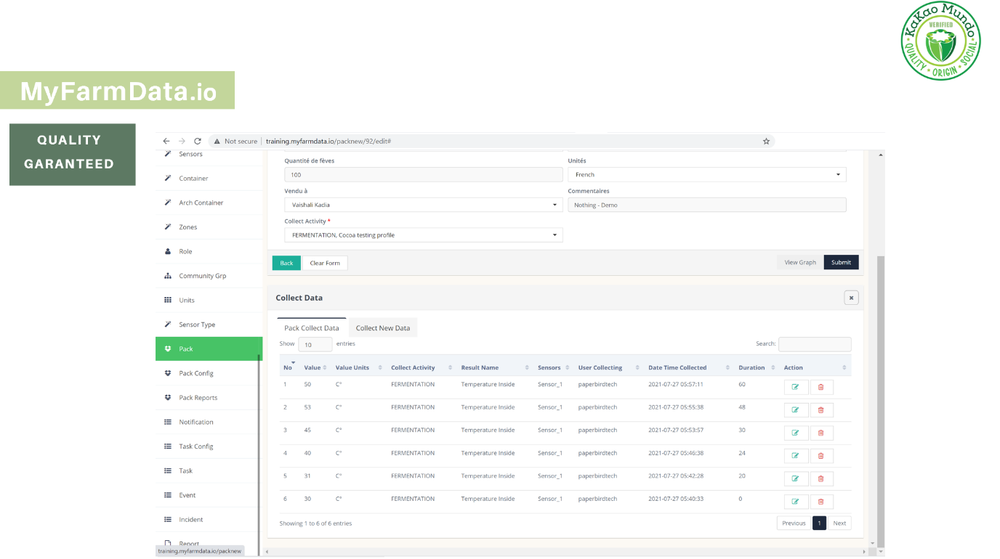 KaKao Mundo
VERIFIED
QUALITY • ORIGIN • SOCIAL
MyFarmData.io
QUALITY
GARANTEED
Not secure training.myfarmdata.io/packnew/92/edit#
Sensors
Container
Arch Container
Zones
Role
Community Grp
Units
Sensor Type
Pack
Pack Config
Pack Reports
Notification
Task Config
Task
Event
Incident
Report
training.myfarmdata.io/packnew
Quantité de fèves Unités
100 French
Vendu à Commentaires
Vaishali Kadia Nothing - Demo
Collect Activity *
FERMENTATION, Cocoa testing profile
Back Clear Form View Graph Submit
Collect Data
Pack Collect Data Collect New Data
Show 10 entries Search:
No Value Value Units Collect Activity Result Name Sensors User Collecting Date Time Collected Duration Action
1 50 C° FERMENTATION Temperature Inside Sensor_1 paperbirdtech 2021-07-27 05:57:11 60
2 53 C° FERMENTATION Temperature Inside Sensor_1 paperbirdtech 2021-07-27 05:55:38 48
3 45 C° FERMENTATION Temperature Inside Sensor_1 paperbirdtech 2021-07-27 05:53:57 30
4 40 C° FERMENTATION Temperature Inside Sensor_1 paperbirdtech 2021-07-27 05:46:38 24
5 31 C° FERMENTATION Temperature Inside Sensor_1 paperbirdtech 2021-07-27 05:42:28 20
6 30 C° FERMENTATION Temperature Inside Sensor_1 paperbirdtech 2021-07-27 05:40:33 0
Showing 1 to 6 of 6 entries Previous 1 Next